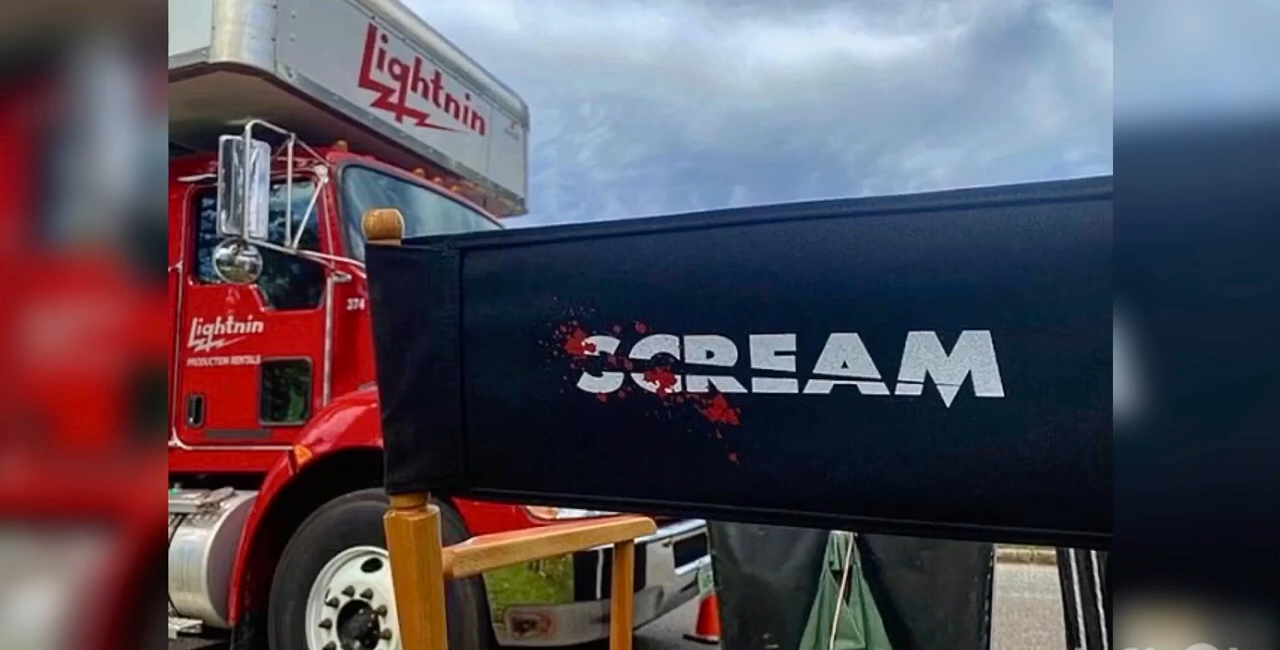 Lightnin
374
Lightnin
PRODUCTION RENTALS
SCREAM